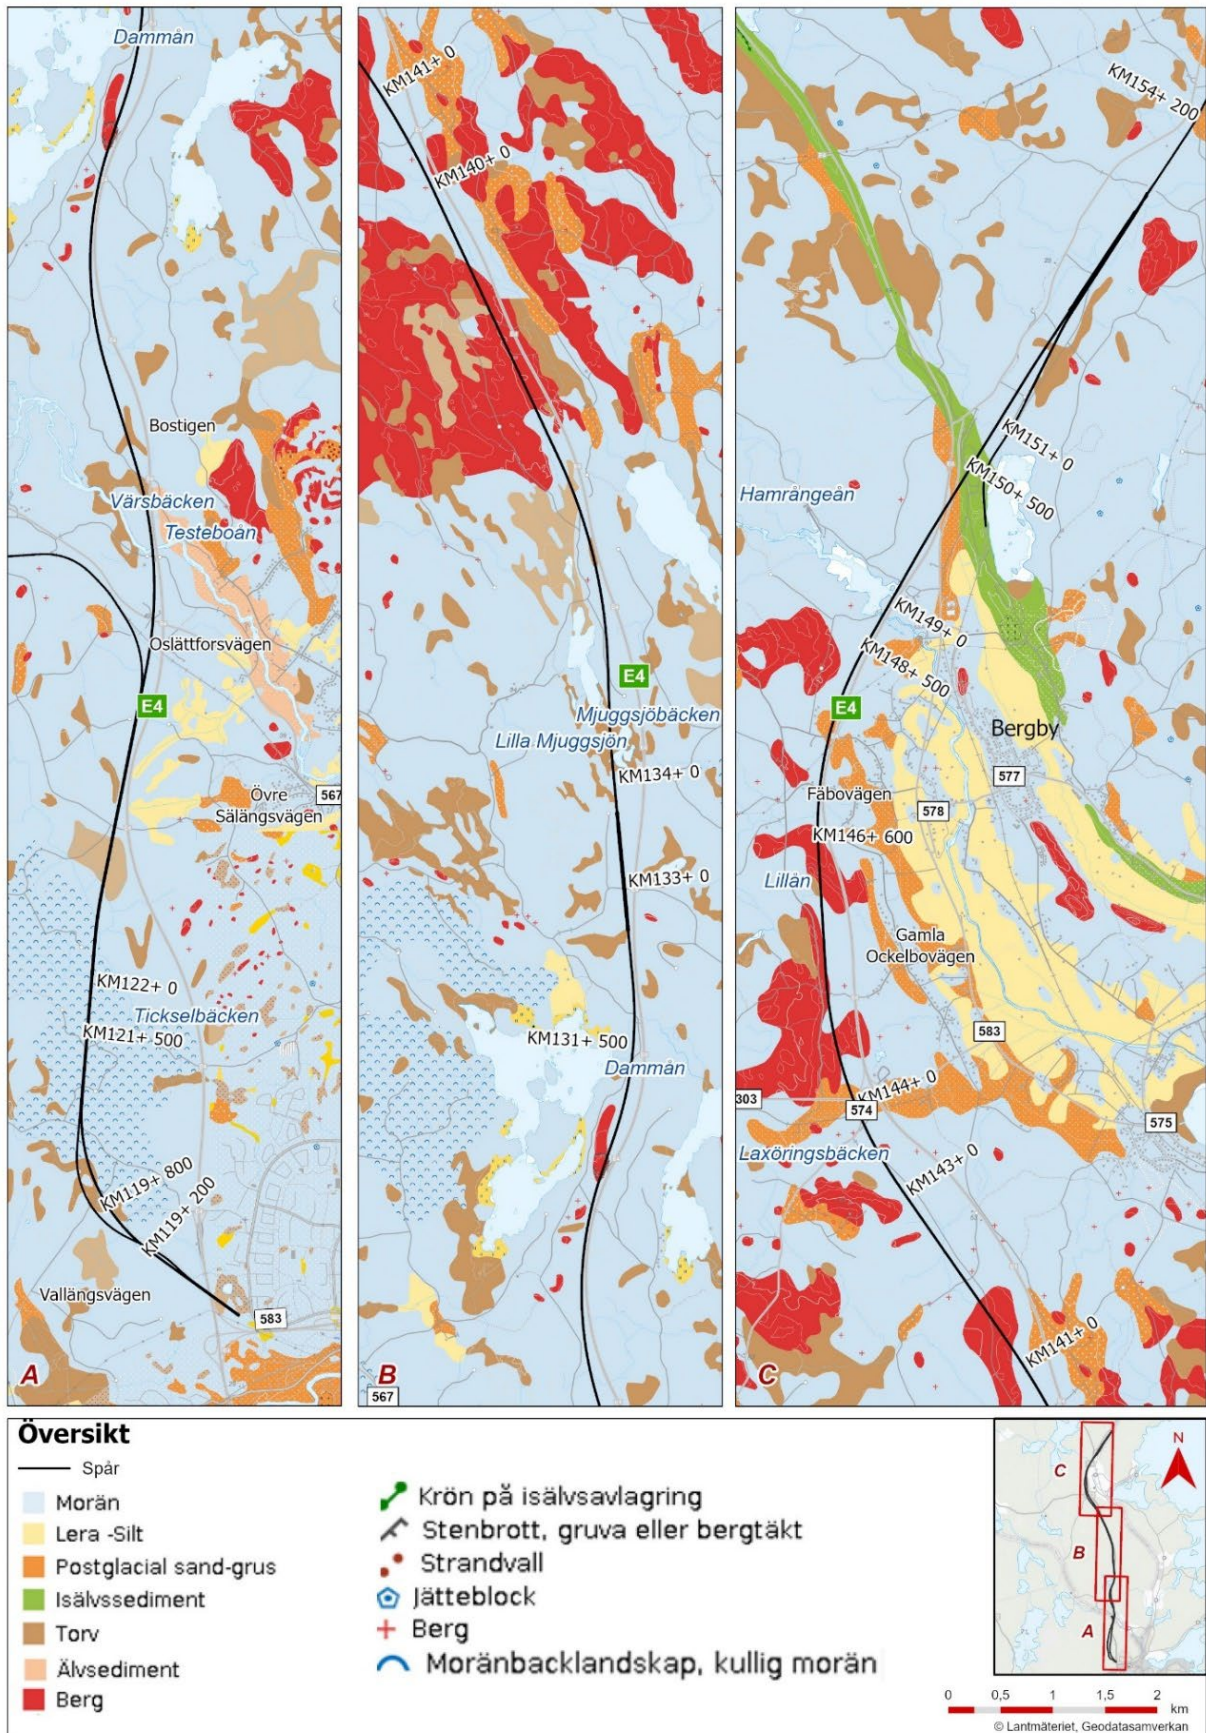 Dammån
Bostigen
Värsbäcken
Testeboån
Oslättforsvägen
E4
Övre
Sälängsvägen
567
KM122+ 0
Tickselbäcken
KM121+ 500
KM119+ 800
KM119+ 200
Vallängsvägen
583
A
KM141+ 0
KM140+ 0
E4
Mjuggsjöbäcken
Lilla Mjuggsjön
KM134+ 0
KM133+ 0
KM131+ 500
Dammån
B
567
KM154+ 200
KM151+ 0
KM150+ 500
Hamrångeån
KM149+ 0
KM148+ 500
E4
Bergby
577
Fäbovägen
578
KM146+ 600
Lillån
Gamla
Ockelbovägen
583
KM144+ 0
303
574
575
Laxöringsbäcken
KM143+ 0
KM141+ 0
C
Översikt
Spår
Morän
Lera -Silt
Postglacial sand-grus
Isälvssediment
Torv
Älvsediment
Berg
Krön på isälvsavlagring
Stenbrott, gruva eller bergtäkt
Strandvall
Jätteblock
Berg
Moränbacklandskap, kullig morän
N
C
B
A
0 0,5 1 1,5 2
km
© Lantmäteriet, Geodatasamverkan